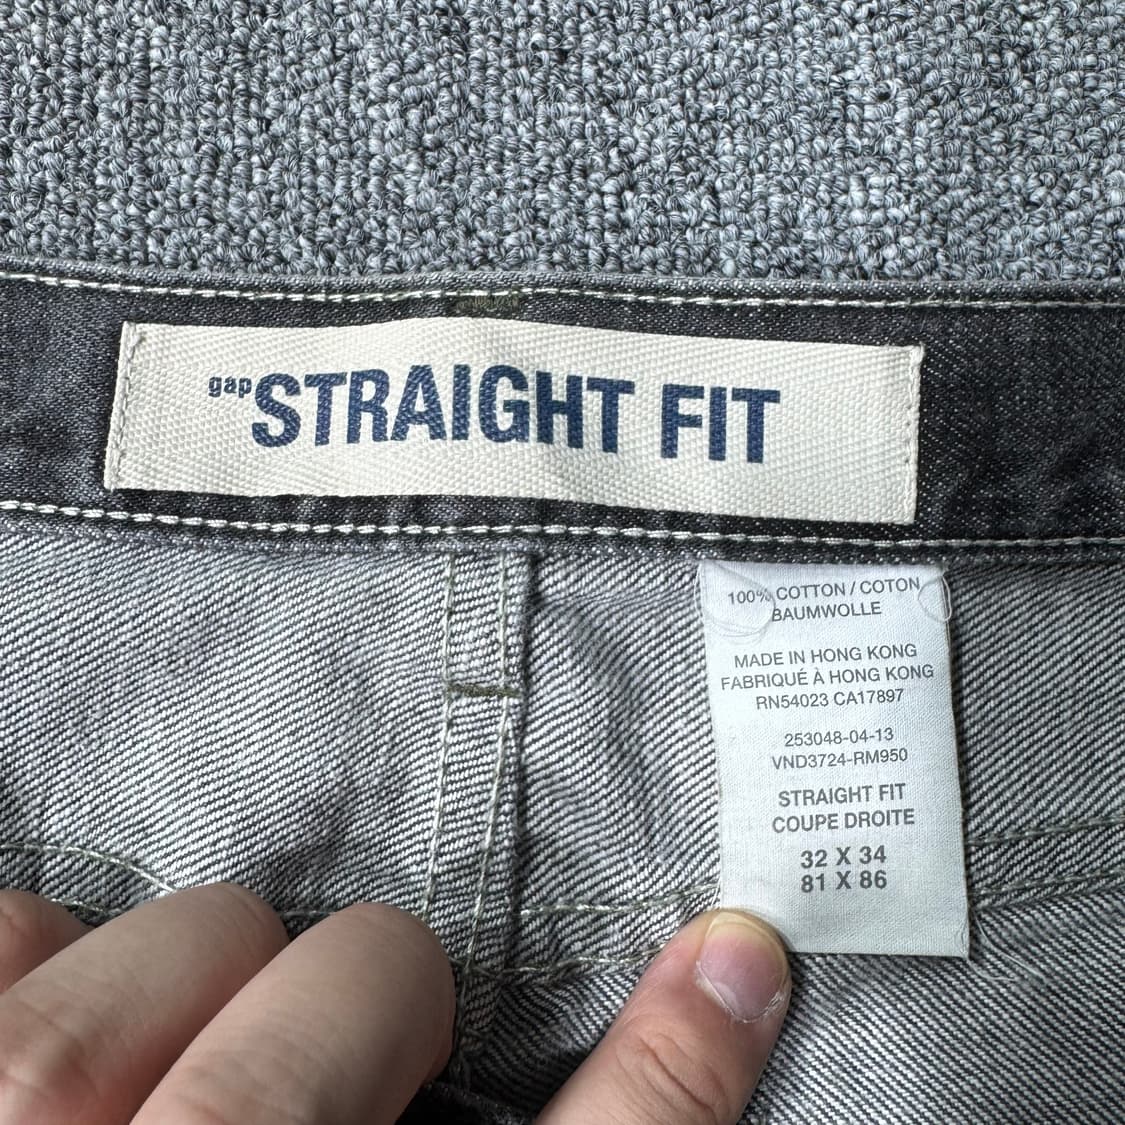 gap STRAIGHT FIT
100% COTTON / COTON
BAUMWOLLE
MADE IN HONG KONG
FABRIQUÉ À HONG KONG
RN54023 CA17897
253048-04-13
VND3724-RM950
STRAIGHT FIT
COUPE DROITE
32 X 34
81 X 86